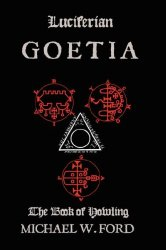 Luciferian
GOETIA
The Book of Howling
MICHAEL W. FORD